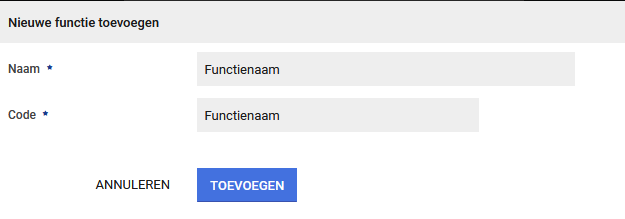 Nieuwe functie toevoegen
Naam *
Functienaam
Code *
Functienaam
ANNULEREN
TOEVOEGEN